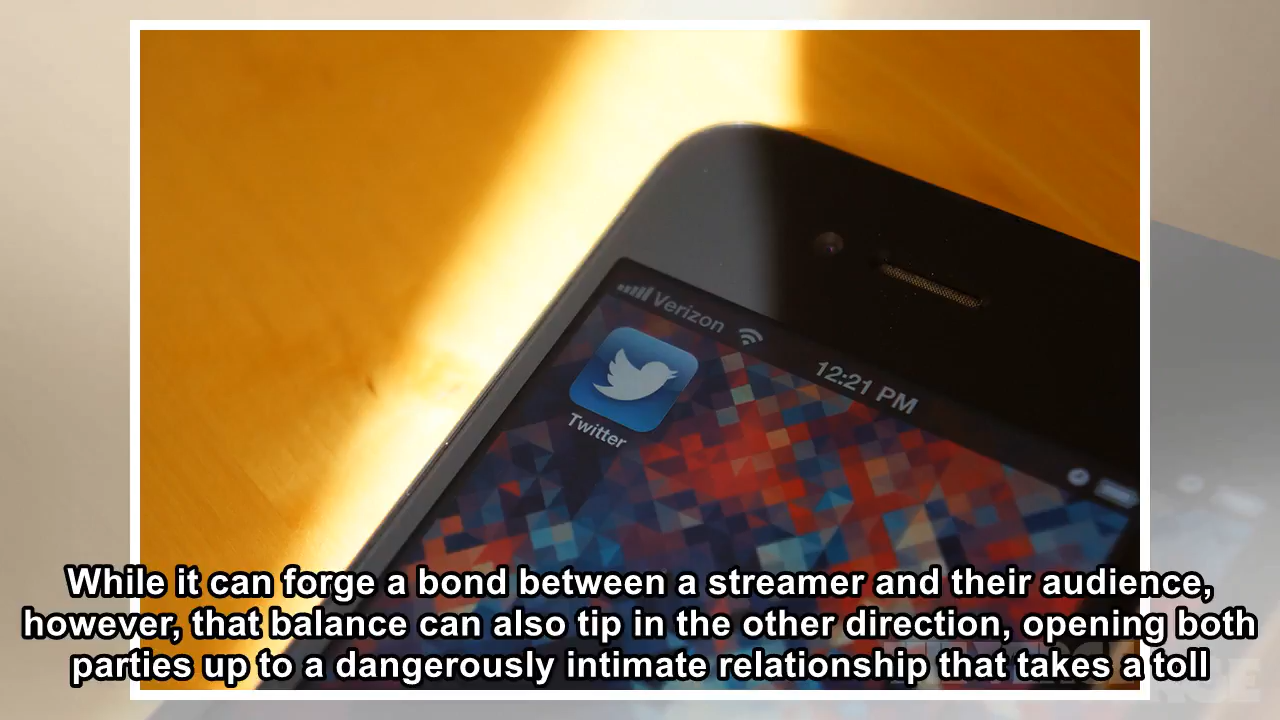 Verizon
12:21 PM
Twitter
While it can forge a bond between a streamer and their audience,
however, that balance can also tip in the other direction, opening both
parties up to a dangerously intimate relationship that takes a toll